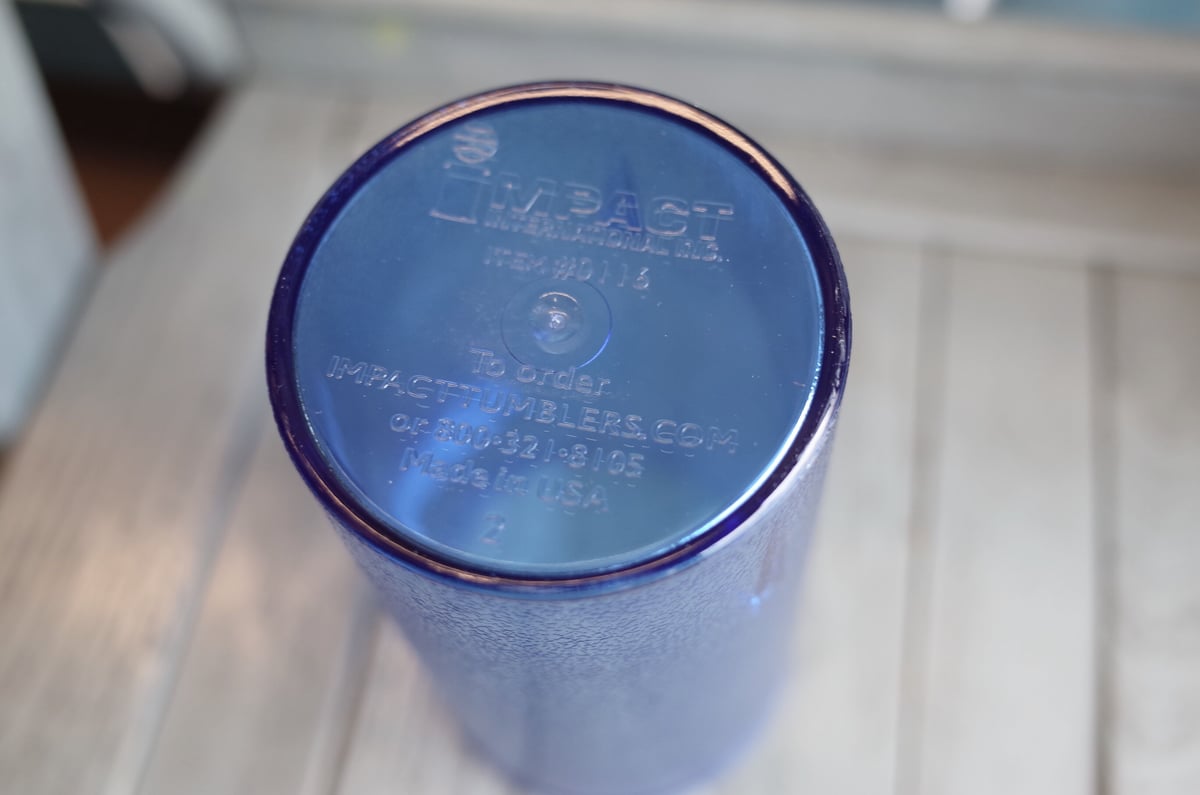 iMPACT
INTERNATIONAL INC.
ITEM #0116
To order
IMPACTTUMBLERS.COM
or 800•321•8105
Made in USA
2